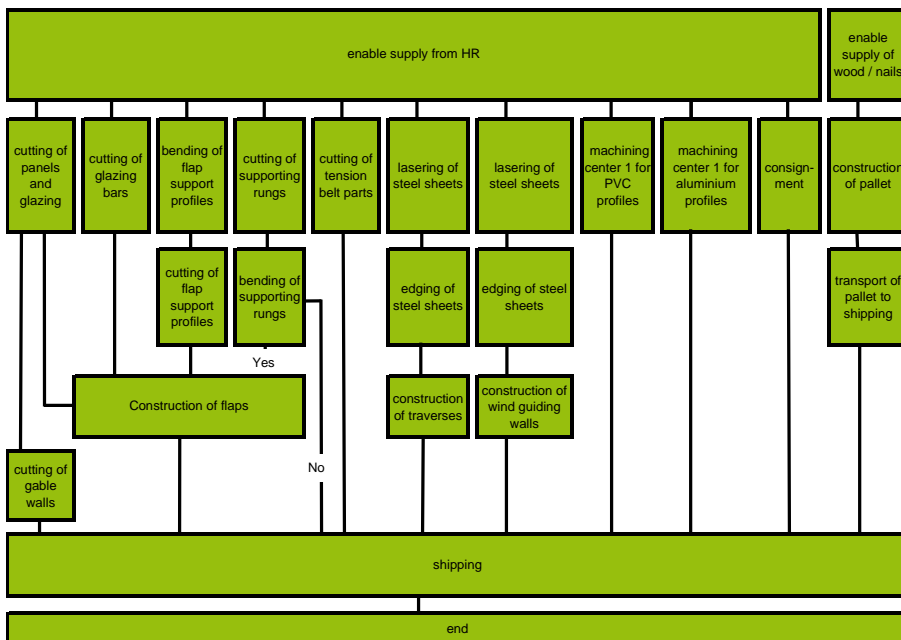 enable supply from HR
enable
supply of
wood / nails
cutting of
panels and
glazing
cutting of
glazing
bars
bending of
flap
support
profiles
cutting of
supporting
rungs
cutting of
tension
belt parts
lasering of
steel sheets
lasering of
steel sheets
machining
center 1 for
PVC
profiles
machining
center 1 for
aluminium
profiles
consign-
ment
construction
of pallet
cutting of
flap
support
profiles
bending of
supporting
rungs
edging of
steel sheets
edging of steel
sheets
transport of
pallet to
shipping
Yes
Construction of flaps
construction
of traverses
construction of
wind guiding
walls
cutting of
gable
walls
No
shipping
end